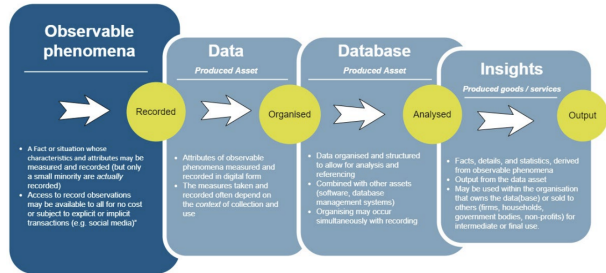 Observable
phenomena
Data
Produced Asset
Database
Produced Asset
Insights
Produced goods / services
Recorded
Organised
Analysed
Output
• A Fact or situation whose
characteristics and attributes may be
measured and recorded (but only
a small minority are actually
recorded)
• Access to record observations
may be available to all for no cost
or subject to explicit or implicit
transactions (e.g. social media)*
• Attributes of observable
phenomena measured and
recorded in digital form
• The measures taken and
recorded often depend on
the context of collection and
use
• Data organised and structured
to allow for analysis and
referencing
• Combined with other assets
(software, database
management systems)
• Organising may occur
simultaneously with recording
• Facts, details, and statistics, derived
from observable phenomena
• Output from the data asset
• May be used within the organisation
that owns the data(base) or sold to
others (firms, households,
government bodies, non-profits) for
intermediate or final use.